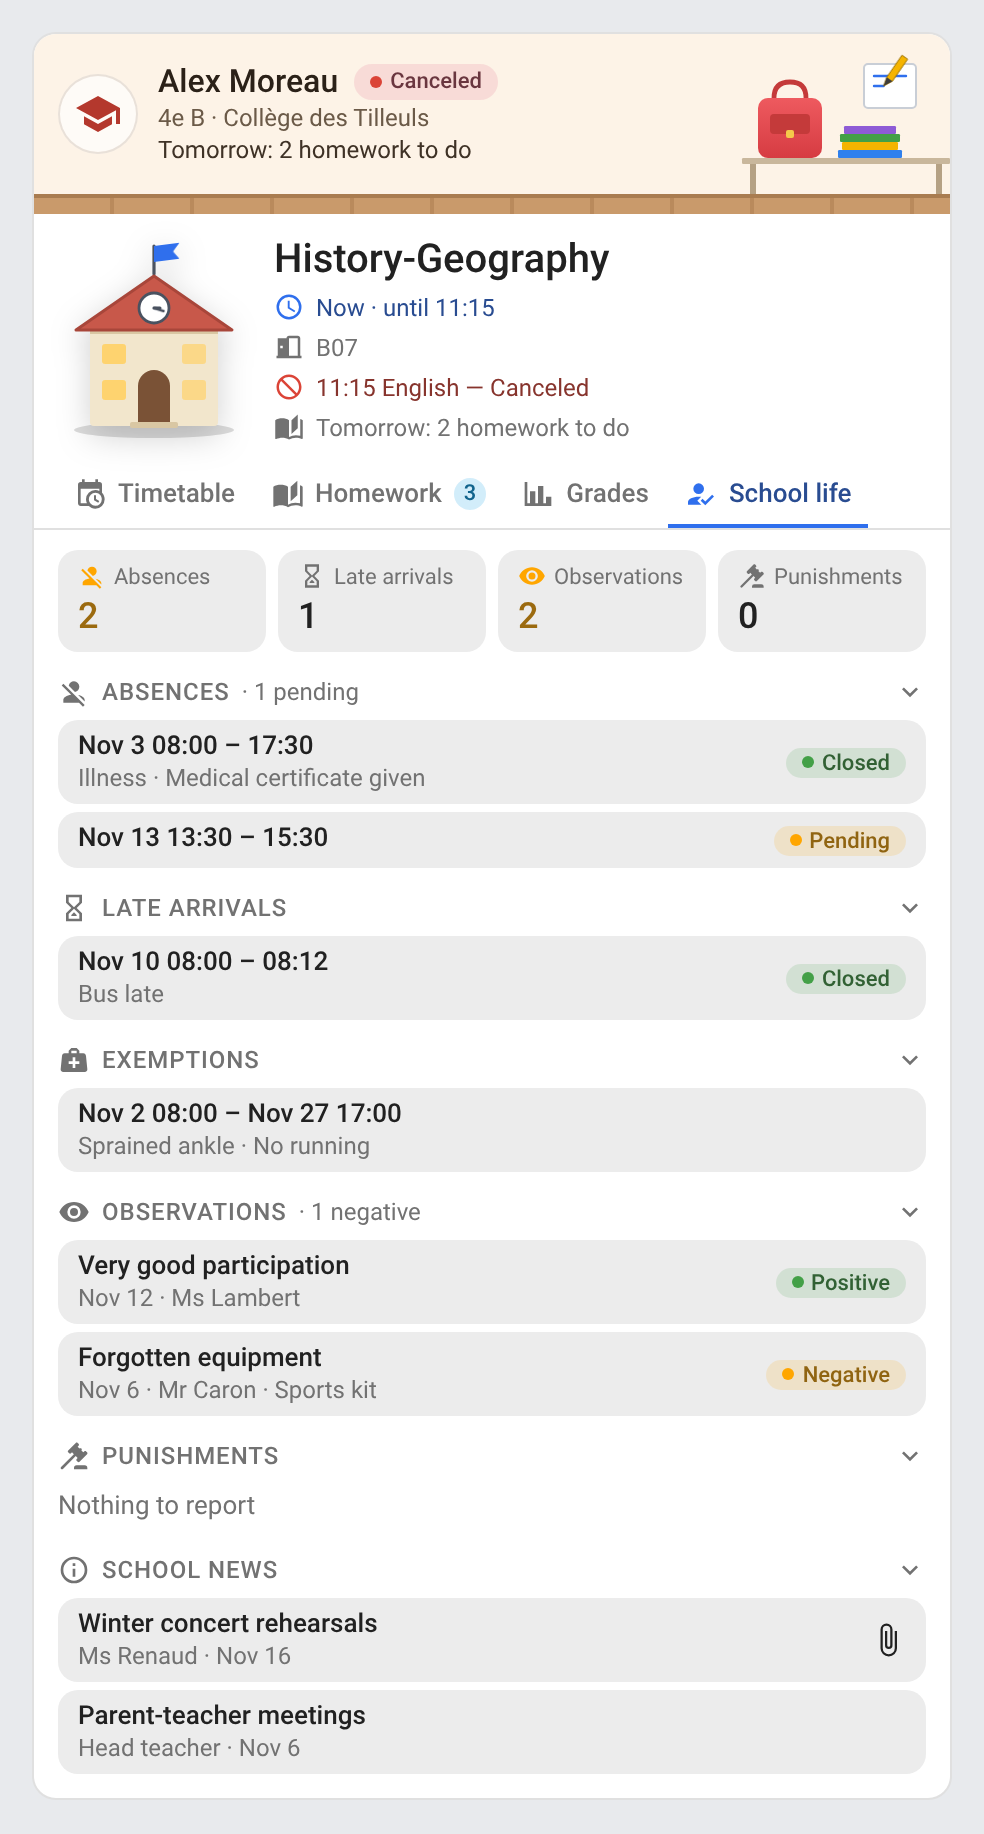 Alex Moreau
Canceled
4e B · Collège des Tilleuls
Tomorrow: 2 homework to do
History-Geography
Now · until 11:15
B07
11:15 English — Canceled
Tomorrow: 2 homework to do
Timetable
Homework 3
Grades
School life
Absences
2
Late arrivals
1
Observations
2
Punishments
0
ABSENCES · 1 pending
Nov 3 08:00 – 17:30
Illness · Medical certificate given
Closed
Nov 13 13:30 – 15:30
Pending
LATE ARRIVALS
Nov 10 08:00 – 08:12
Bus late
Closed
EXEMPTIONS
Nov 2 08:00 – Nov 27 17:00
Sprained ankle · No running
OBSERVATIONS · 1 negative
Very good participation
Nov 12 · Ms Lambert
Positive
Forgotten equipment
Nov 6 · Mr Caron · Sports kit
Negative
PUNISHMENTS
Nothing to report
SCHOOL NEWS
Winter concert rehearsals
Ms Renaud · Nov 16
Parent-teacher meetings
Head teacher · Nov 6